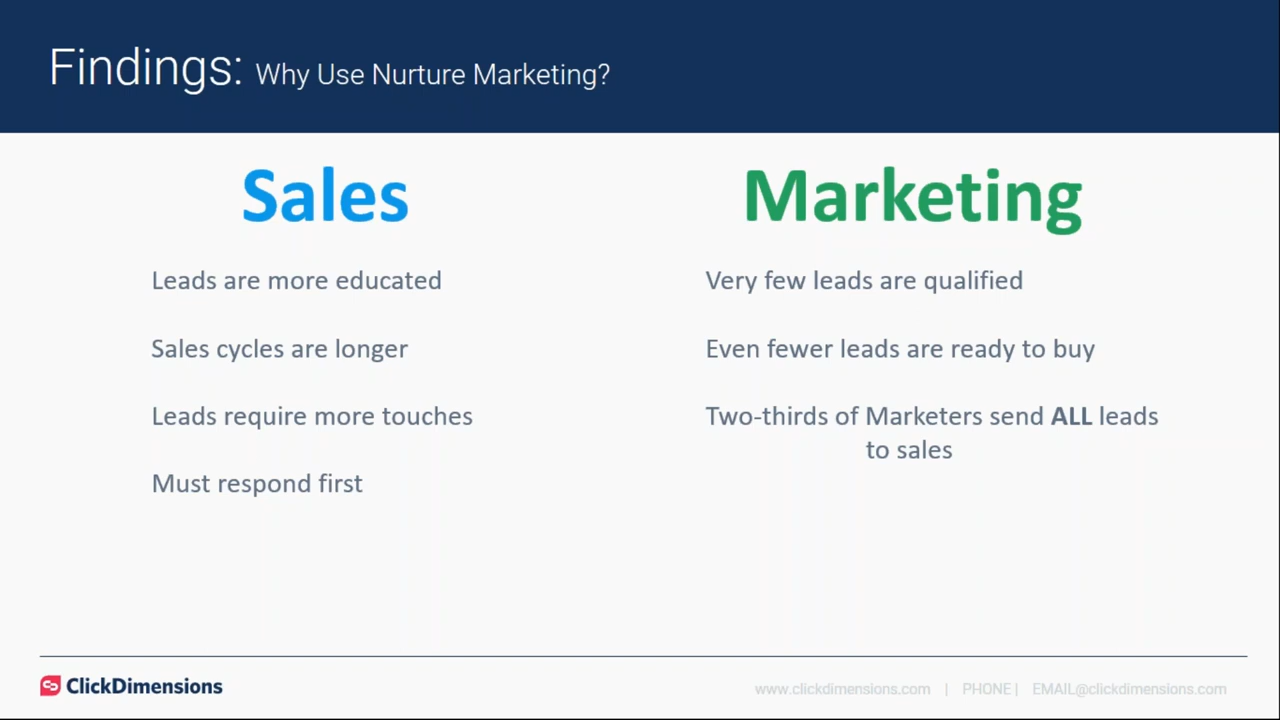 Findings: Why Use Nurture Marketing?
Sales
Leads are more educated
Sales cycles are longer
Leads require more touches
Must respond first
Marketing
Very few leads are qualified
Even fewer leads are ready to buy
Two-thirds of Marketers send ALL leads
to sales
ClickDimensions
www.clickdimensions.com | PHONE | EMAIL@clickdimensions.com